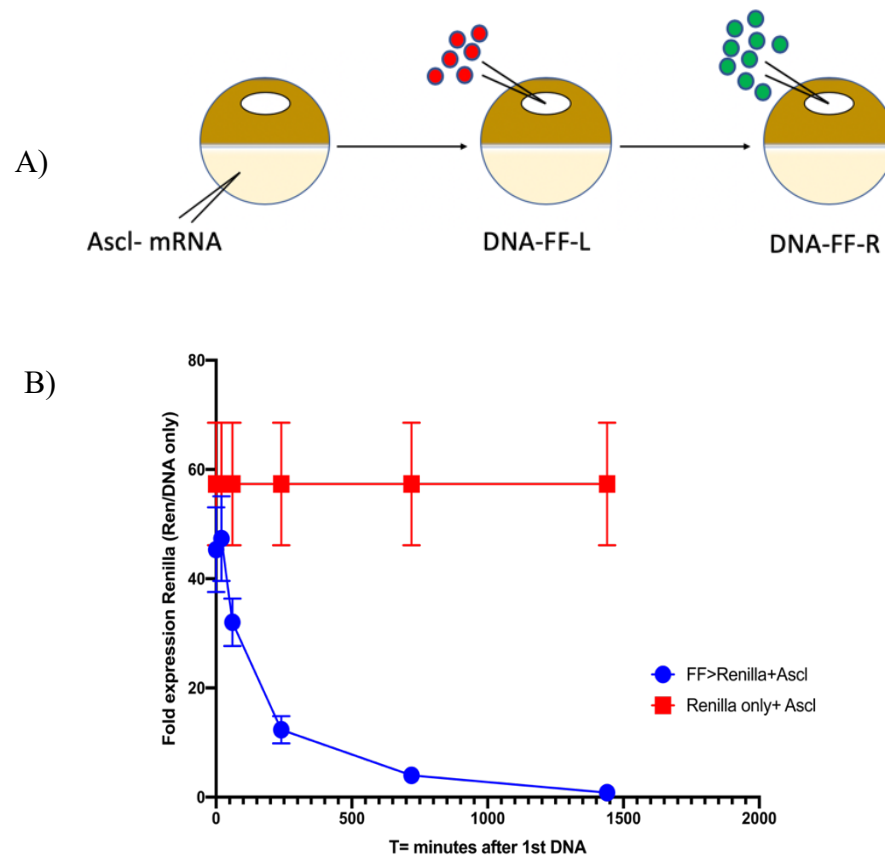 A)
Ascl- mRNA
DNA-FF-L
DNA-FF-R
B)
Fold expression Renilla (Ren/DNA only)
80
60
40
20
0
0
500
1000
1500
2000
T= minutes after 1st DNA
FF>Renilla+Ascl
Renilla only+ Ascl